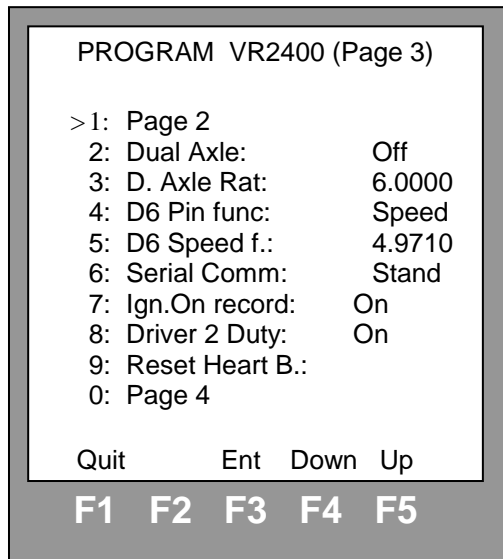 PROGRAM VR2400 (Page 3)
>1: Page 2
2: Dual Axle: Off
3: D. Axle Rat: 6.0000
4: D6 Pin func: Speed
5: D6 Speed f.: 4.9710
6: Serial Comm: Stand
7: Ign.On record: On
8: Driver 2 Duty: On
9: Reset Heart B.:
0: Page 4
Quit Ent Down Up
F1 F2 F3 F4 F5